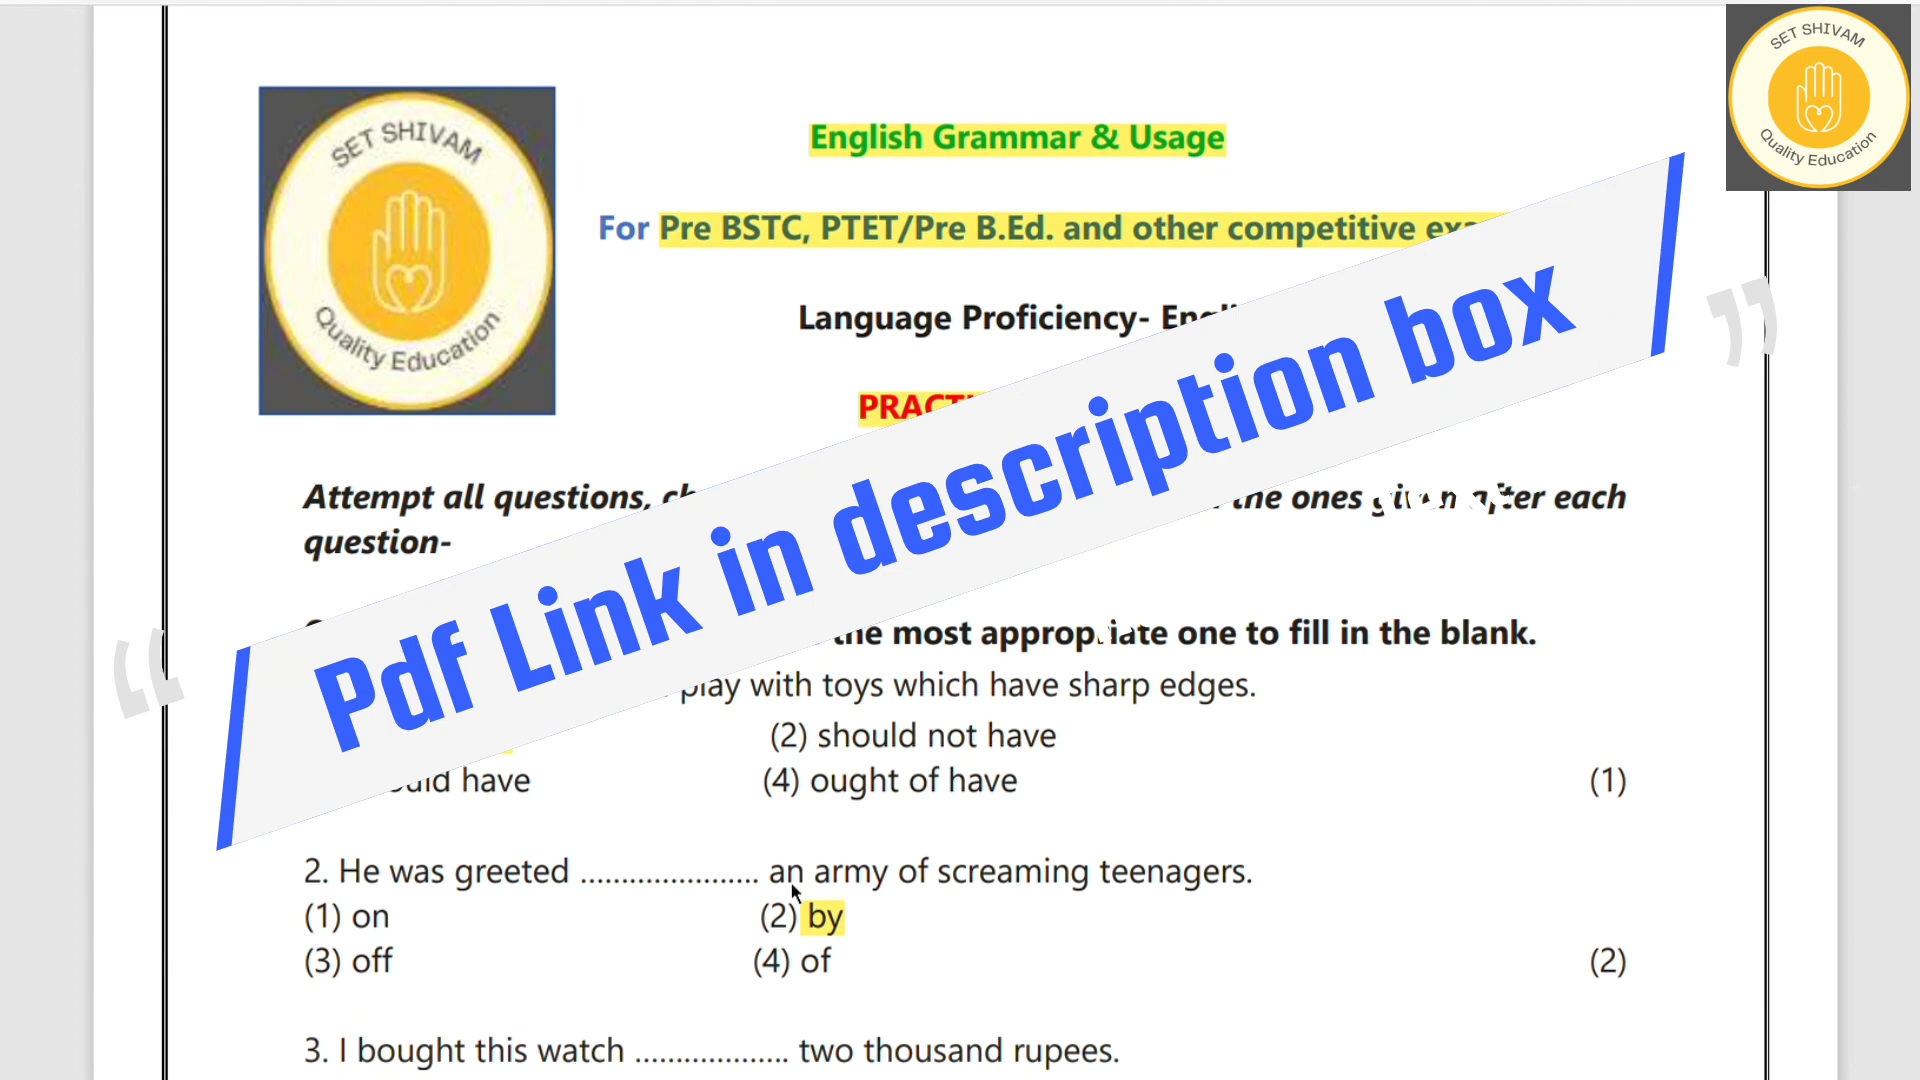 SET SHIVAM
Quality Education
SET SHIVAM
Quality Education
English Grammar & Usage
For Pre BSTC, PTET/Pre B.Ed. and other competitive
Language Proficiency-
Attempt all questions, the ones given after each
question-
Pdf Link in description box
the most appropriate one to fill in the blank.
play with toys which have sharp edges.
(2) should not have
have (4) ought of have (1)
2. He was greeted ...................... an army of screaming teenagers.
(1) on (2) by
(3) off (4) of (2)
3. I bought this watch ................... two thousand rupees.